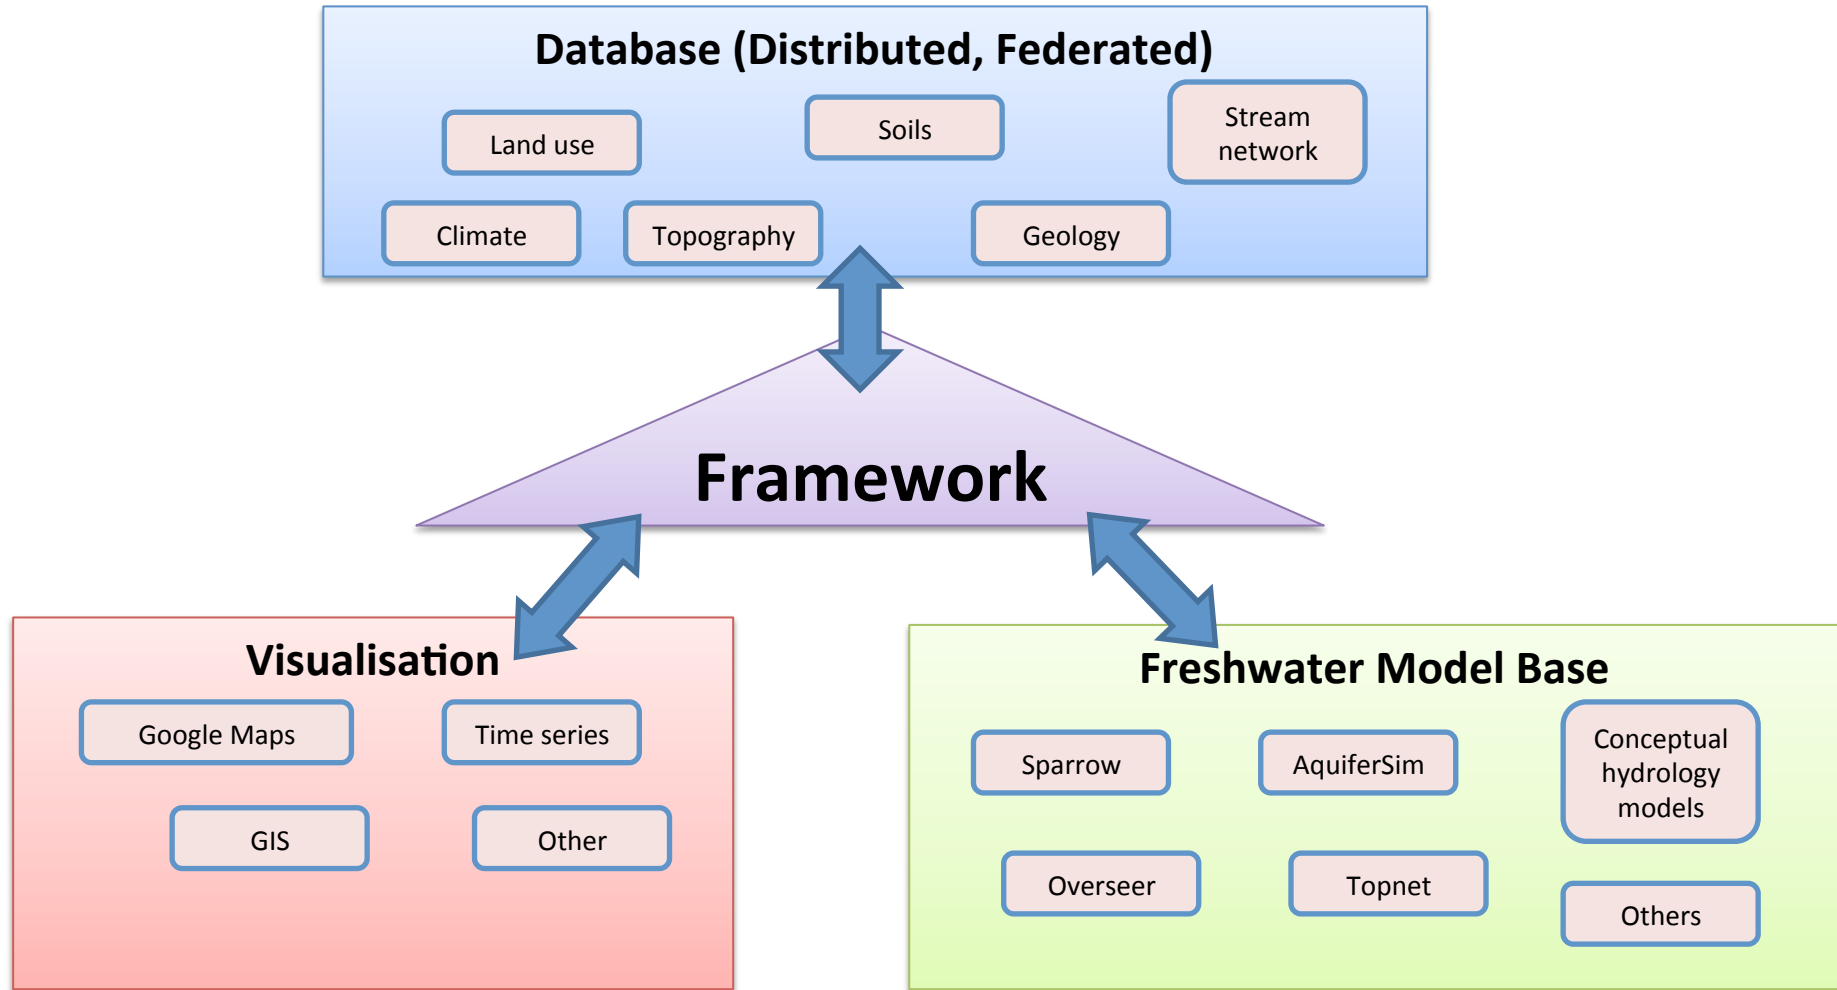 Database (Distributed, Federated)
Land use
Soils
Stream
network
Climate
Topography
Geology
Framework
Visualisation
Google Maps
Time series
GIS
Other
Freshwater Model Base
Sparrow
AquiferSim
Conceptual
hydrology
models
Overseer
Topnet
Others